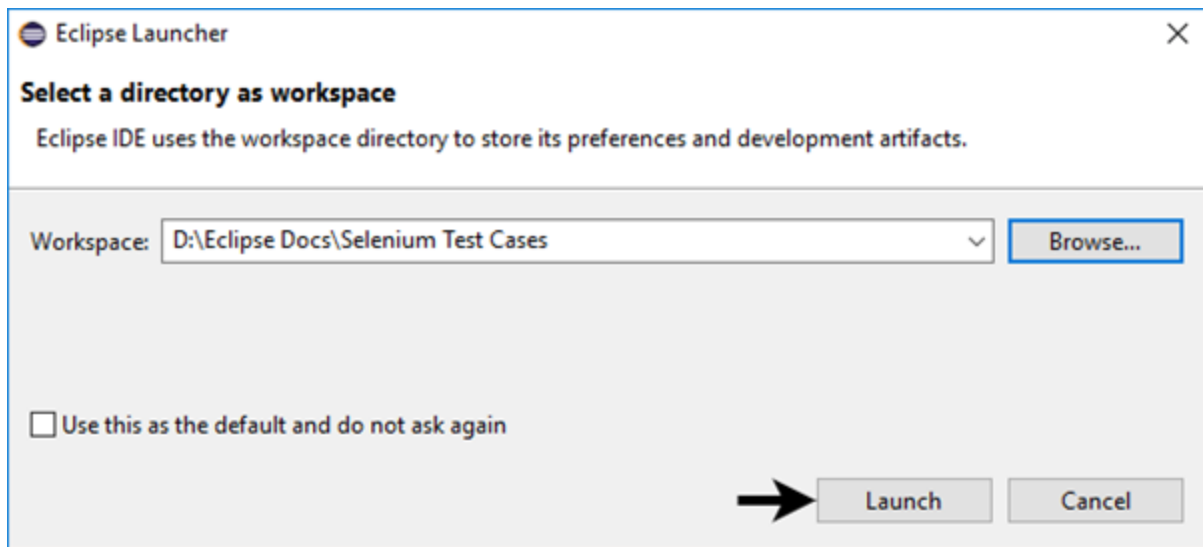 Eclipse Launcher
Select a directory as workspace
Eclipse IDE uses the workspace directory to store its preferences and development artifacts.
Workspace: D:\Eclipse Docs\Selenium Test Cases Browse...
Use this as the default and do not ask again
Launch Cancel